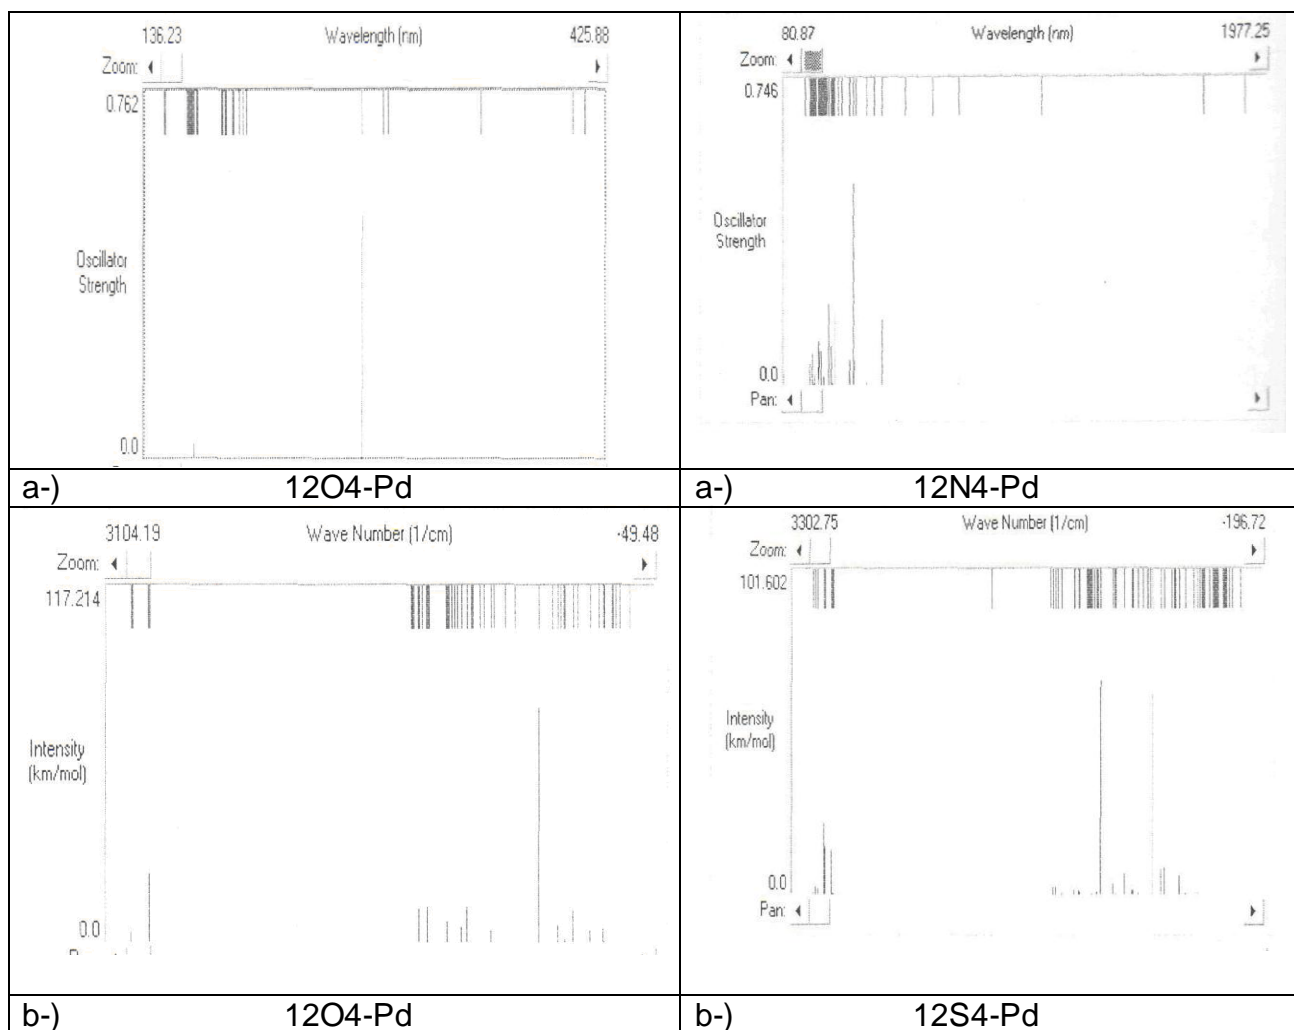 136.23 Wavelength (nm) 425.88
Zoom:
0.762
Oscillator
Strength
0.0
a-) 12O4-Pd
80.87 Wavelength (nm) 1977.25
Zoom:
0.746
Oscillator
Strength
0.0
Pan:
a-) 12N4-Pd
3104.19 Wave Number (1/cm) -49.48
Zoom:
117.214
Intensity
(km/mol)
0.0
b-) 12O4-Pd
3302.75 Wave Number (1/cm) -196.72
Zoom:
101.602
Intensity
(km/mol)
0.0
Pan:
b-) 12S4-Pd